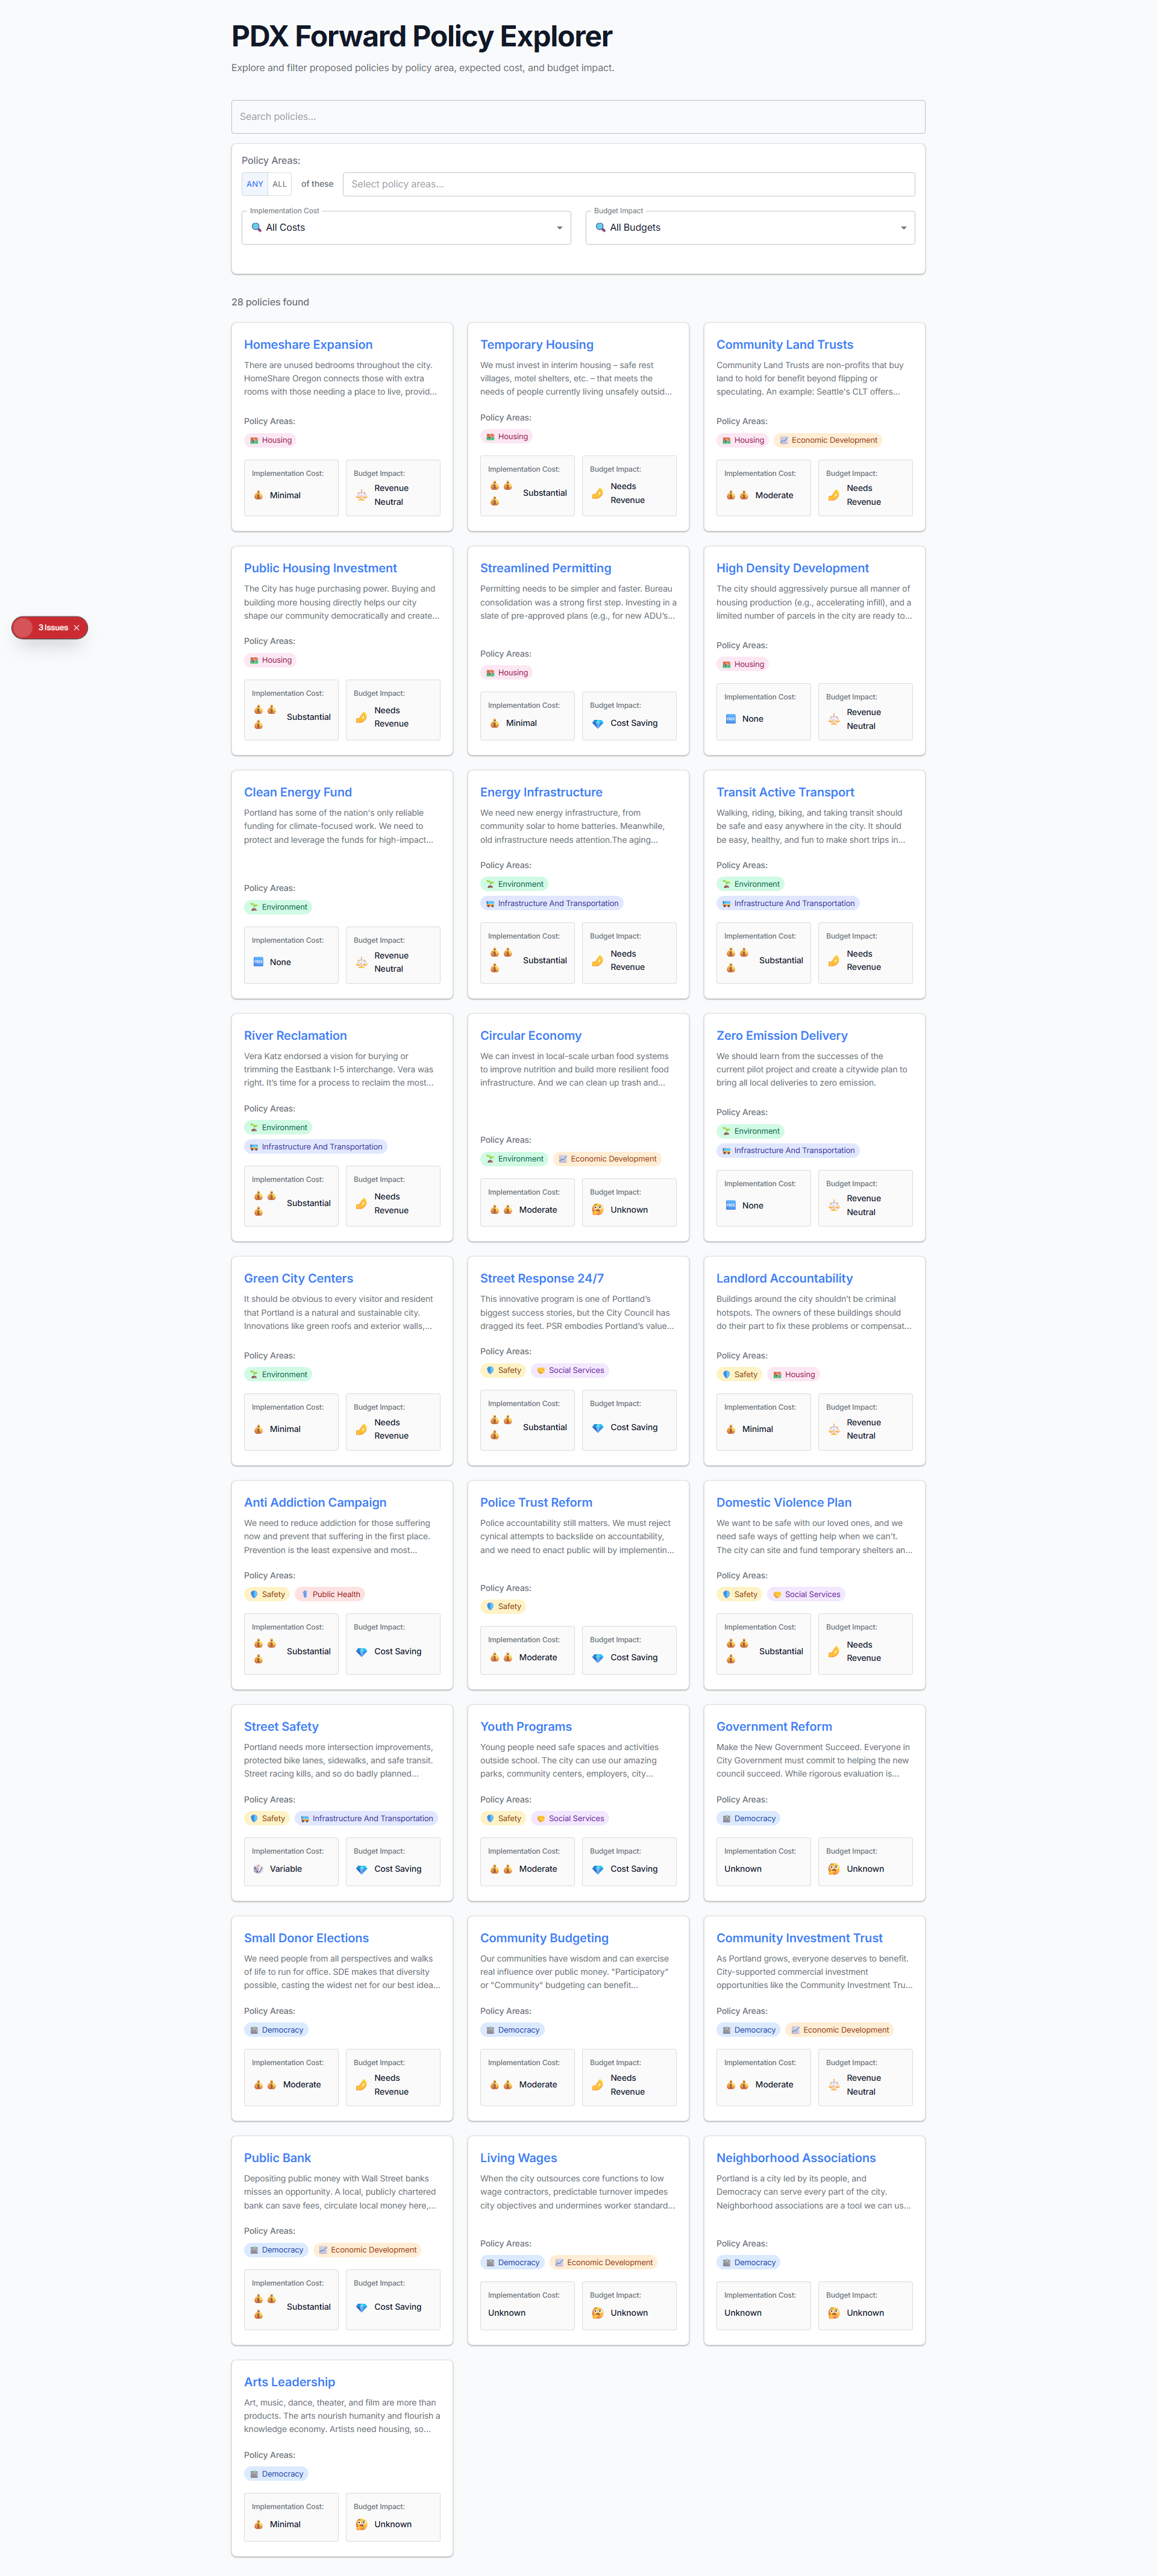 PDX Forward Policy Explorer
Explore and filter proposed policies by policy area, expected cost, and budget impact.
Search policies...
Policy Areas:
ANY ALL of these Select policy areas...
Implementation Cost
All Costs
Budget Impact
All Budgets
28 policies found
Homeshare Expansion
There are unused bedrooms throughout the city.
HomeShare Oregon connects those with extra
rooms with those needing a place to live, provid...
Policy Areas:
Housing
Implementation Cost:
Minimal
Budget Impact:
Revenue
Neutral
Temporary Housing
We must invest in interim housing – safe rest
villages, motel shelters, etc. – that meets the
needs of people currently living unsafely outsid...
Policy Areas:
Housing
Implementation Cost:
Substantial
Budget Impact:
Needs
Revenue
Community Land Trusts
Community Land Trusts are non-profits that buy
land to hold for benefit beyond flipping or
speculating. An example: Seattle's CLT offers...
Policy Areas:
Housing Economic Development
Implementation Cost:
Moderate
Budget Impact:
Needs
Revenue
3 Issues
Public Housing Investment
The City has huge purchasing power. Buying and
building more housing directly helps our city
shape our community democratically and create...
Policy Areas:
Housing
Implementation Cost:
Substantial
Budget Impact:
Needs
Revenue
Streamlined Permitting
Permitting needs to be simpler and faster. Bureau
consolidation was a strong first step. Investing in a
slate of pre-approved plans (e.g., for new ADU's...
Policy Areas:
Housing
Implementation Cost:
Minimal
Budget Impact:
Cost Saving
High Density Development
The city should aggressively pursue all manner of
housing production (e.g., accelerating infill), and a
limited number of parcels in the city are ready to...
Policy Areas:
Housing
Implementation Cost:
None
Budget Impact:
Revenue
Neutral
Clean Energy Fund
Portland has some of the nation's only reliable
funding for climate-focused work. We need to
protect and leverage the funds for high-impact...
Policy Areas:
Environment
Implementation Cost:
None
Budget Impact:
Revenue
Neutral
Energy Infrastructure
We need new energy infrastructure, from
community solar to home batteries. Meanwhile,
old infrastructure needs attention.The aging...
Policy Areas:
Environment
Infrastructure And Transportation
Implementation Cost:
Substantial
Budget Impact:
Needs
Revenue
Transit Active Transport
Walking, riding, biking, and taking transit should
be safe and easy anywhere in the city. It should
be easy, healthy, and fun to make short trips in...
Policy Areas:
Environment
Infrastructure And Transportation
Implementation Cost:
Substantial
Budget Impact:
Needs
Revenue
River Reclamation
Vera Katz endorsed a vision for burying or
trimming the Eastbank I-5 interchange. Vera was
right. It's time for a process to reclaim the most...
Policy Areas:
Environment
Infrastructure And Transportation
Implementation Cost:
Substantial
Budget Impact:
Needs
Revenue
Circular Economy
We can invest in local-scale urban food systems
to improve nutrition and build more resilient food
infrastructure. And we can clean up trash and...
Policy Areas:
Environment Economic Development
Implementation Cost:
Moderate
Budget Impact:
Unknown
Zero Emission Delivery
We should learn from the successes of the
current pilot project and create a citywide plan to
bring all local deliveries to zero emission.
Policy Areas:
Environment
Infrastructure And Transportation
Implementation Cost:
None
Budget Impact:
Revenue
Neutral
Green City Centers
It should be obvious to every visitor and resident
that Portland is a natural and sustainable city.
Innovations like green roofs and exterior walls,...
Policy Areas:
Environment
Implementation Cost:
Minimal
Budget Impact:
Needs
Revenue
Street Response 24/7
This innovative program is one of Portland's
biggest success stories, but the City Council has
dragged its feet. PSR embodies Portland's value...
Policy Areas:
Safety Social Services
Implementation Cost:
Substantial
Budget Impact:
Cost Saving
Landlord Accountability
Buildings around the city shouldn't be criminal
hotspots. The owners of these buildings should
do their part to fix these problems or compensat...
Policy Areas:
Safety Housing
Implementation Cost:
Minimal
Budget Impact:
Revenue
Neutral
Anti Addiction Campaign
We need to reduce addiction for those suffering
now and prevent that suffering in the first place.
Prevention is the least expensive and most...
Policy Areas:
Safety Public Health
Implementation Cost:
Substantial
Budget Impact:
Cost Saving
Police Trust Reform
Police accountability still matters. We must reject
cynical attempts to backslide on accountability,
and we need to enact public will by implementin...
Policy Areas:
Safety
Implementation Cost:
Moderate
Budget Impact:
Cost Saving
Domestic Violence Plan
We want to be safe with our loved ones, and we
need safe ways of getting help when we can't.
The city can site and fund temporary shelters an...
Policy Areas:
Safety Social Services
Implementation Cost:
Substantial
Budget Impact:
Needs
Revenue
Street Safety
Portland needs more intersection improvements,
protected bike lanes, sidewalks, and safe transit.
Street racing kills, and so do badly planned...
Policy Areas:
Safety Infrastructure And Transportation
Implementation Cost:
Variable
Budget Impact:
Cost Saving
Youth Programs
Young people need safe spaces and activities
outside school. The city can use our amazing
parks, community centers, employers, city...
Policy Areas:
Safety Social Services
Implementation Cost:
Moderate
Budget Impact:
Cost Saving
Government Reform
Make the New Government Succeed. Everyone in
City Government must commit to helping the new
council succeed. While rigorous evaluation is...
Policy Areas:
Democracy
Implementation Cost:
Unknown
Budget Impact:
Unknown
Small Donor Elections
We need people from all perspectives and walks
of life to run for office. SDE makes that diversity
possible, casting the widest net for our best idea...
Policy Areas:
Democracy
Implementation Cost:
Moderate
Budget Impact:
Needs
Revenue
Community Budgeting
Our communities have wisdom and can exercise
real influence over public money. "Participatory"
or "Community" budgeting can benefit...
Policy Areas:
Democracy
Implementation Cost:
Moderate
Budget Impact:
Needs
Revenue
Community Investment Trust
As Portland grows, everyone deserves to benefit.
City-supported commercial investment
opportunities like the Community Investment Tru...
Policy Areas:
Democracy Economic Development
Implementation Cost:
Moderate
Budget Impact:
Revenue
Neutral
Public Bank
Depositing public money with Wall Street banks
misses an opportunity. A local, publicly chartered
bank can save fees, circulate local money here,...
Policy Areas:
Democracy Economic Development
Implementation Cost:
Substantial
Budget Impact:
Cost Saving
Living Wages
When the city outsources core functions to low
wage contractors, predictable turnover impedes
city objectives and undermines worker standard...
Policy Areas:
Democracy Economic Development
Implementation Cost:
Unknown
Budget Impact:
Unknown
Neighborhood Associations
Portland is a city led by its people, and
Democracy can serve every part of the city.
Neighborhood associations are a tool we can us...
Policy Areas:
Democracy
Implementation Cost:
Unknown
Budget Impact:
Unknown
Arts Leadership
Art, music, dance, theater, and film are more than
products. The arts nourish humanity and flourish a
knowledge economy. Artists need housing, so...
Policy Areas:
Democracy
Implementation Cost:
Minimal
Budget Impact:
Unknown